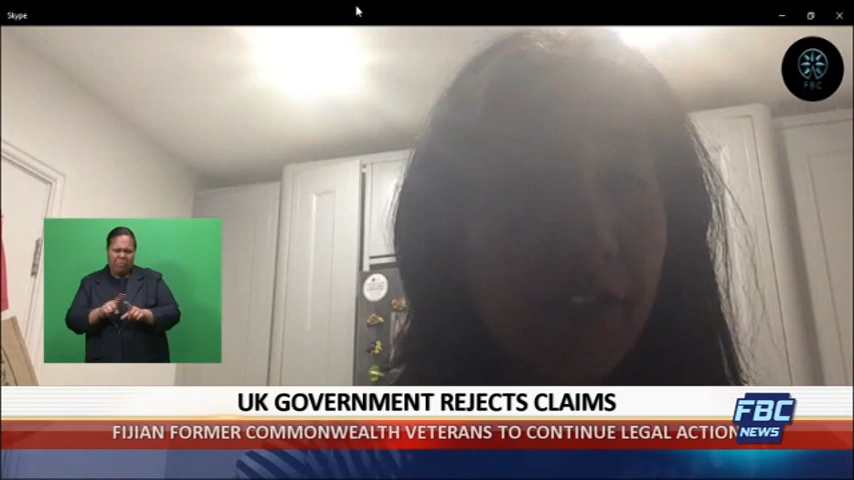 Skype
FBC
UK GOVERNMENT REJECTS CLAIMS
FIJIAN FORMER COMMONWEALTH VETERANS TO CONTINUE LEGAL ACTION
FBC
NEWS